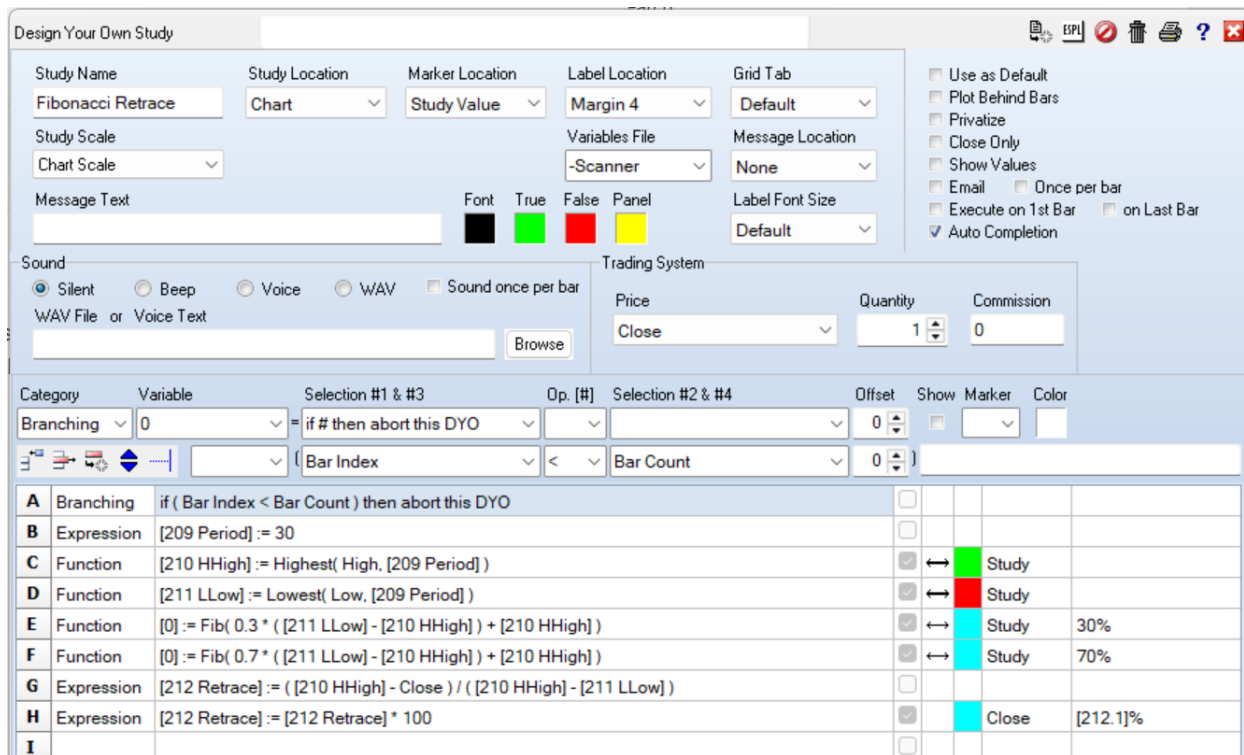 Design Your Own Study
ESPL
?
Study Name Study Location Marker Location Label Location Grid Tab
Fibonacci Retrace Chart Study Value Margin 4 Default
Study Scale Variables File Message Location
Chart Scale -Scanner None
Message Text Font True False Panel Label Font Size
Default
Use as Default
Plot Behind Bars
Privatize
Close Only
Show Values
Email Once per bar
Execute on 1st Bar on Last Bar
Auto Completion
Sound
Silent Beep Voice WAV Sound once per bar
WAV File or Voice Text
Browse
Trading System
Price Quantity Commission
Close 1 0
Category Variable Selection #1 & #3 Op. [#] Selection #2 & #4 Offset Show Marker Color
Branching 0 = if # then abort this DYO 0
( Bar Index < Bar Count 0 )
A Branching if ( Bar Index < Bar Count ) then abort this DYO
B Expression [209 Period] := 30
C Function [210 HHigh] := Highest( High, [209 Period] ) Study
D Function [211 LLow] := Lowest( Low, [209 Period] ) Study
E Function [0] := Fib( 0.3 * ( [211 LLow] - [210 HHigh] ) + [210 HHigh] ) Study 30%
F Function [0] := Fib( 0.7 * ( [211 LLow] - [210 HHigh] ) + [210 HHigh] ) Study 70%
G Expression [212 Retrace] := ( [210 HHigh] - Close ) / ( [210 HHigh] - [211 LLow] )
H Expression [212 Retrace] := [212 Retrace] * 100 Close [212.1]%
I